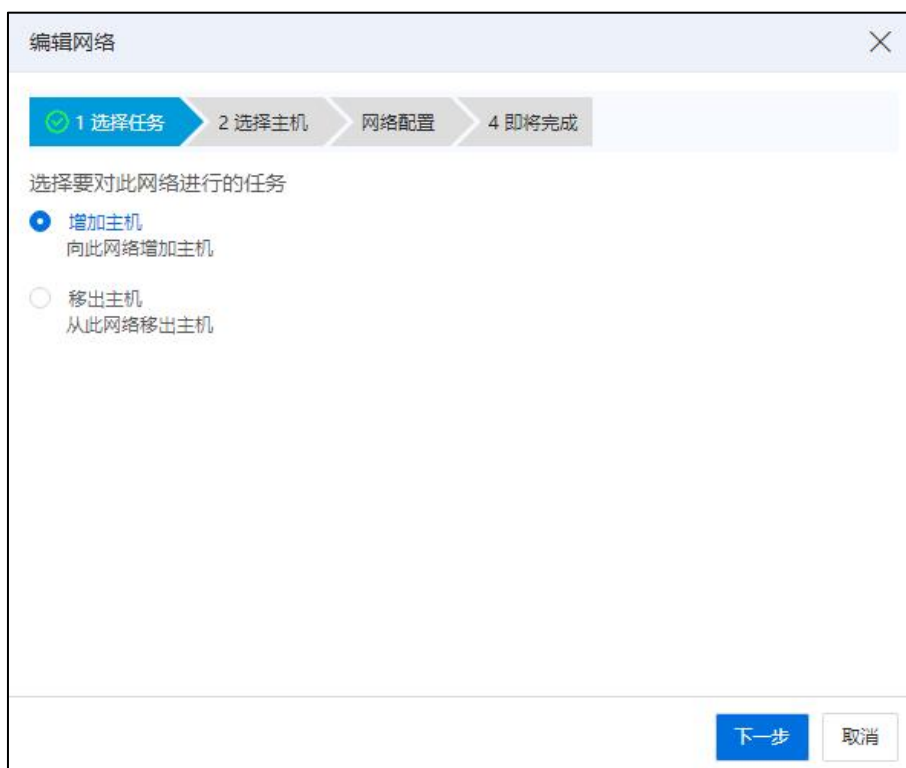 编辑网络
1 选择任务 2 选择主机 网络配置 4 即将完成
选择要对此网络进行的任务
增加主机
向此网络增加主机
移出主机
从此网络移出主机
下一步 取消